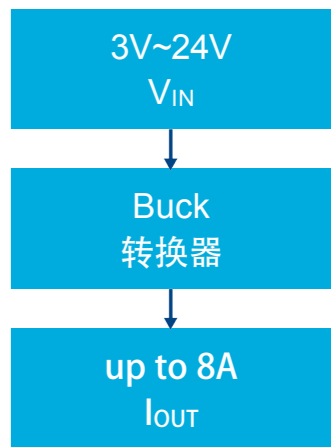 3V~24V
VIN
Buck
转换器
up to 8A
IOUT